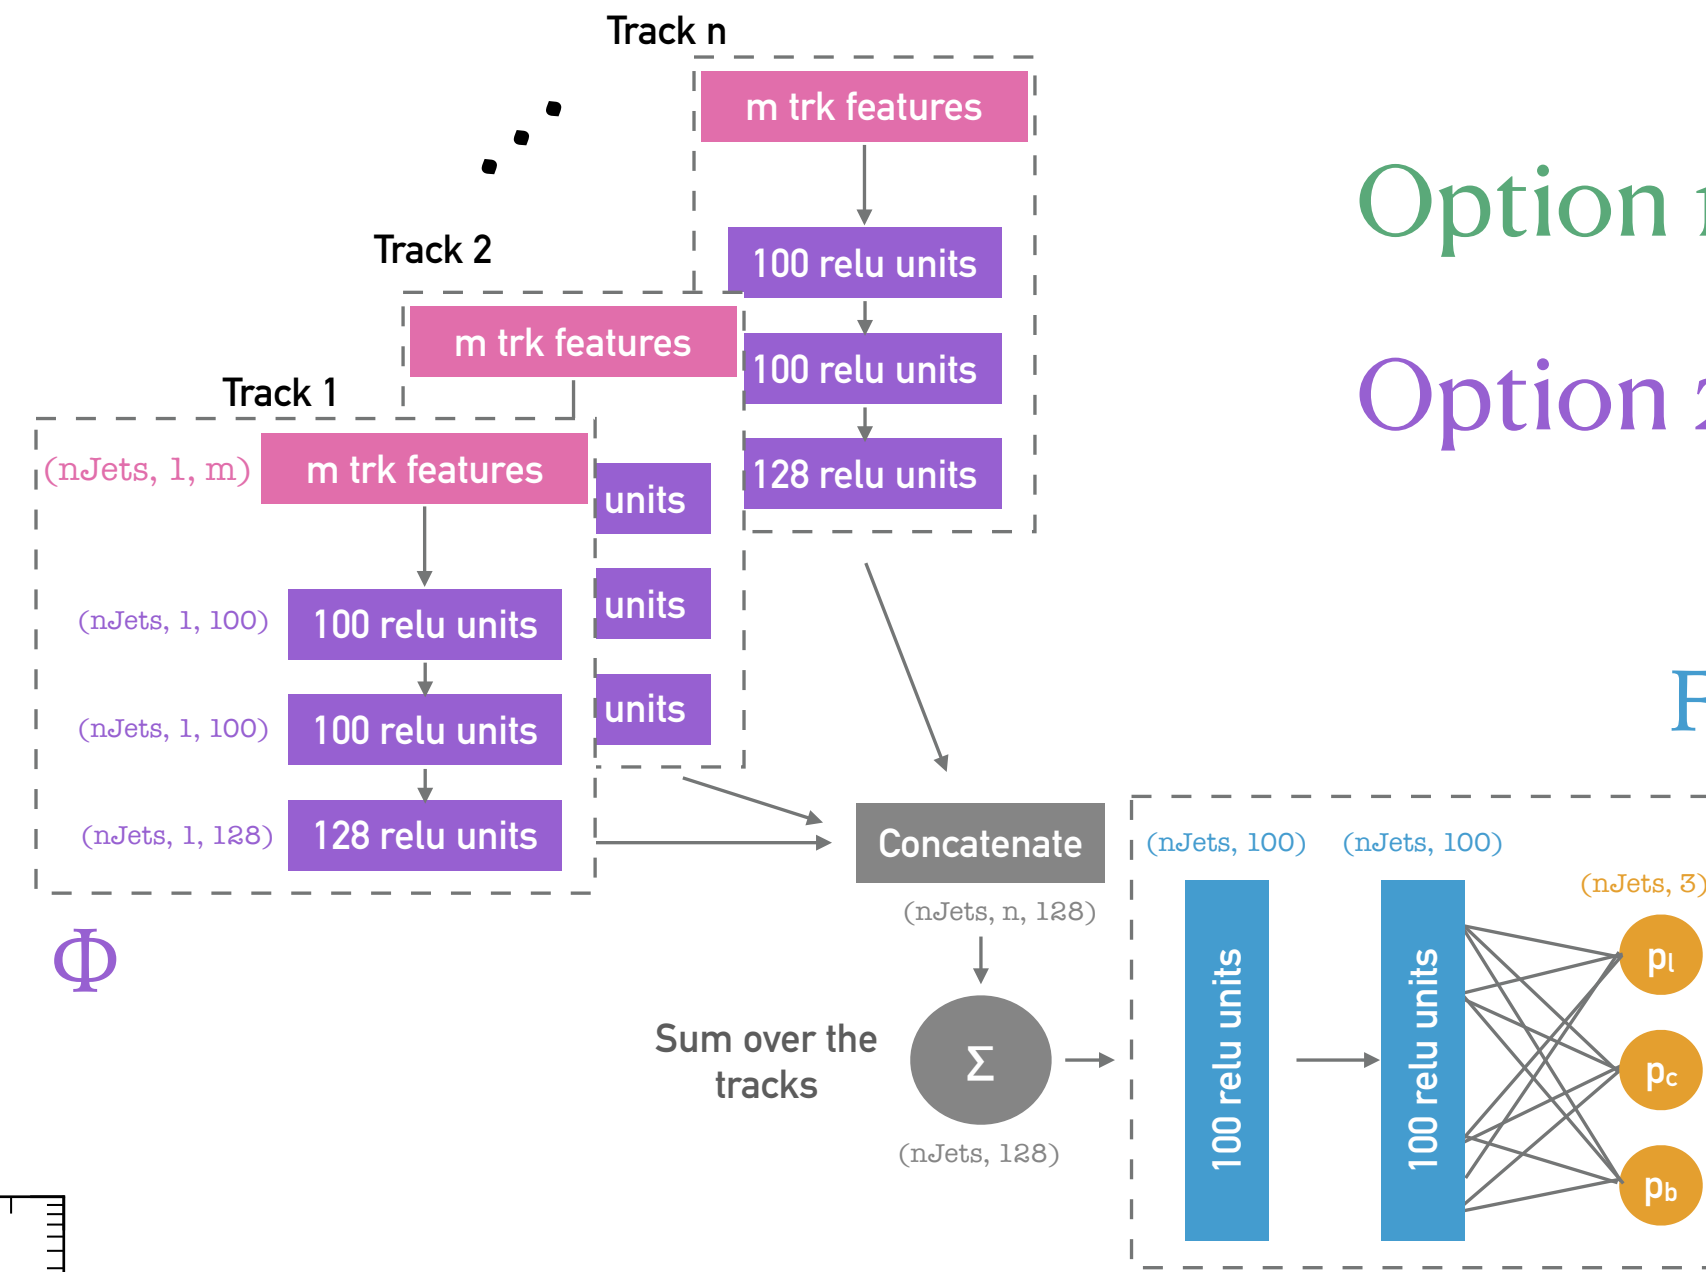 Track n
m trk features
100 relu units
100 relu units
128 relu units
Track 2
m trk features
units
units
units
Track 1
(nJets, 1, m)
m trk features
(nJets, 1, 100)
100 relu units
(nJets, 1, 100)
100 relu units
(nJets, 1, 128)
128 relu units
Φ
Option
Option
F
Concatenate
(nJets, n, 128)
Sum over the
tracks
Σ
(nJets, 128)
(nJets, 100)
(nJets, 100)
(nJets, 3)
100 relu units
100 relu units
pl
pc
pb